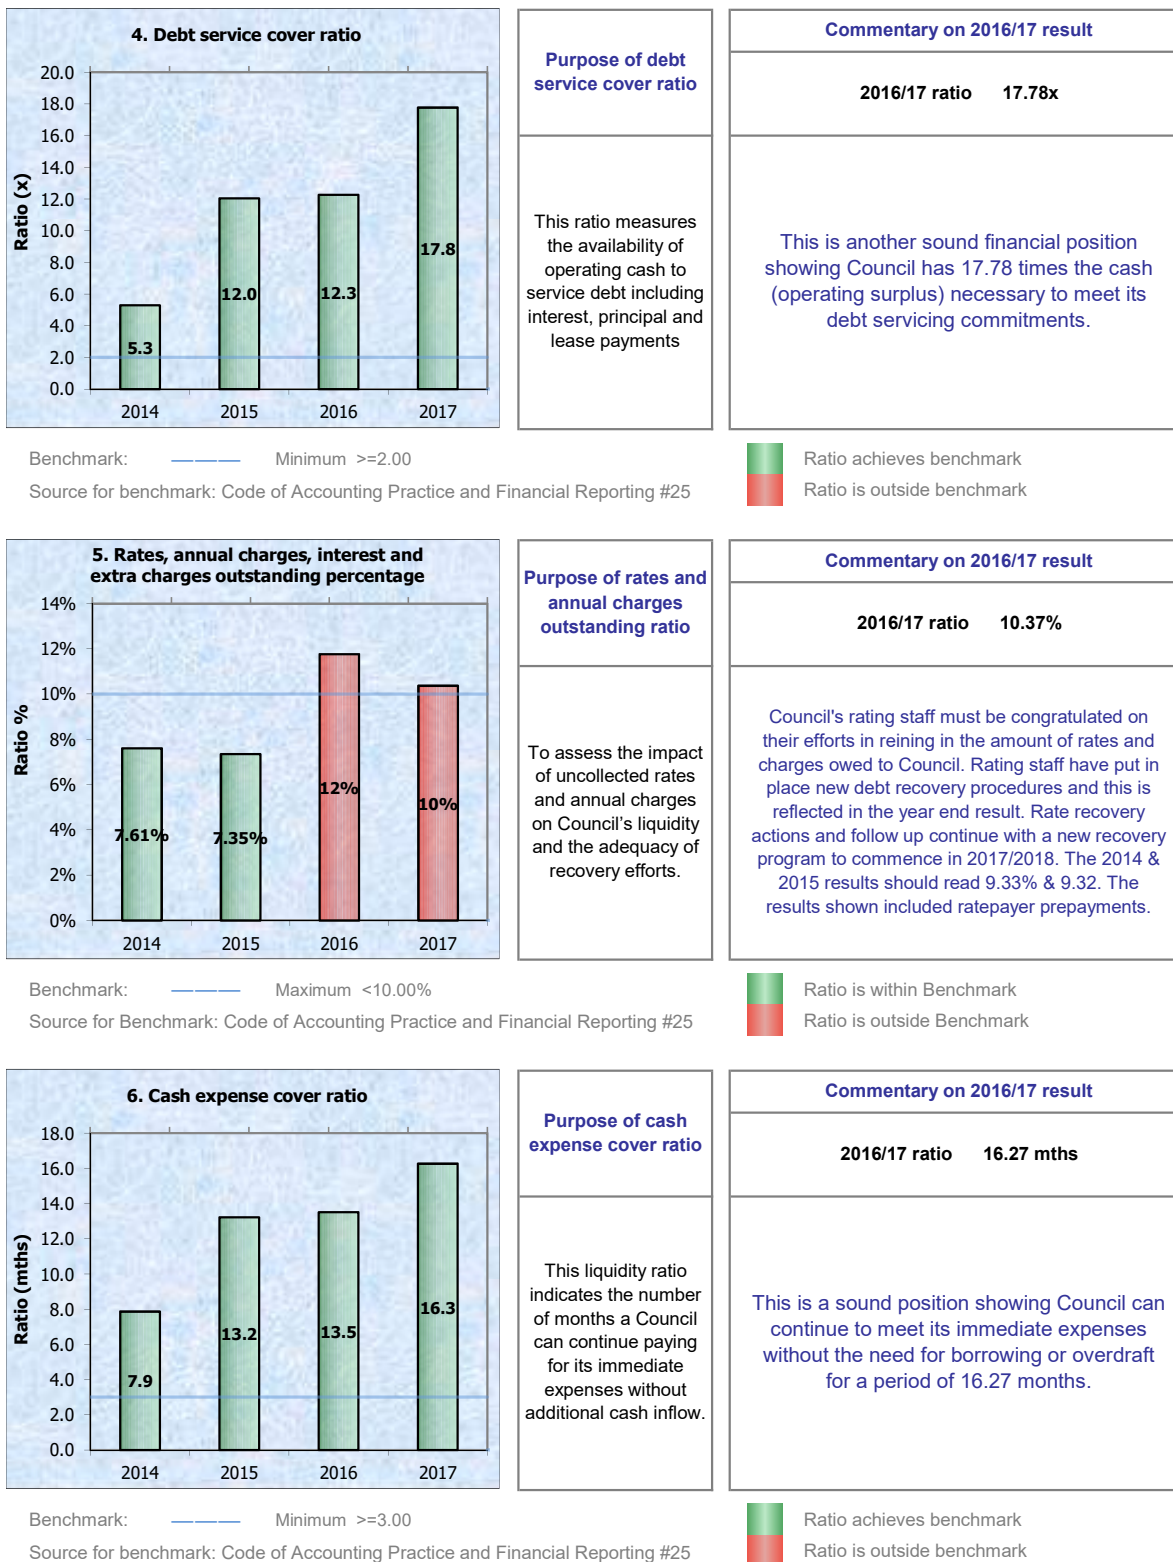 4. Debt service cover ratio
20.0
18.0
16.0
14.0
12.0
10.0
8.0
6.0
4.0
2.0
0.0
Ratio (x)
5.3
12.0
12.3
17.8
2014
2015
2016
2017
Purpose of debt
service cover ratio
This ratio measures
the availability of
operating cash to
service debt including
interest, principal and
lease payments
Commentary on 2016/17 result
2016/17 ratio 17.78x
This is another sound financial position
showing Council has 17.78 times the cash
(operating surplus) necessary to meet its
debt servicing commitments.
Benchmark: Minimum >=2.00
Source for benchmark: Code of Accounting Practice and Financial Reporting #25
Ratio achieves benchmark
Ratio is outside benchmark
5. Rates, annual charges, interest and
extra charges outstanding percentage
14%
12%
10%
8%
6%
4%
2%
0%
Ratio %
7.61%
7.35%
12%
10%
2014
2015
2016
2017
Purpose of rates and
annual charges
outstanding ratio
To assess the impact
of uncollected rates
and annual charges
on Council's liquidity
and the adequacy of
recovery efforts.
Commentary on 2016/17 result
2016/17 ratio 10.37%
Council's rating staff must be congratulated on
their efforts in reining in the amount of rates and
charges owed to Council. Rating staff have put in
place new debt recovery procedures and this is
reflected in the year end result. Rate recovery
actions and follow up continue with a new recovery
program to commence in 2017/2018. The 2014 &
2015 results should read 9.33% & 9.32. The
results shown included ratepayer prepayments.
Benchmark: Maximum <10.00%
Source for Benchmark: Code of Accounting Practice and Financial Reporting #25
Ratio is within Benchmark
Ratio is outside Benchmark
6. Cash expense cover ratio
18.0
16.0
14.0
12.0
10.0
8.0
6.0
4.0
2.0
0.0
Ratio (mths)
7.9
13.2
13.5
16.3
2014
2015
2016
2017
Purpose of cash
expense cover ratio
This liquidity ratio
indicates the number
of months a Council
can continue paying
for its immediate
expenses without
additional cash inflow.
Commentary on 2016/17 result
2016/17 ratio 16.27 mths
This is a sound position showing Council can
continue to meet its immediate expenses
without the need for borrowing or overdraft
for a period of 16.27 months.
Benchmark: Minimum >=3.00
Source for benchmark: Code of Accounting Practice and Financial Reporting #25
Ratio achieves benchmark
Ratio is outside benchmark